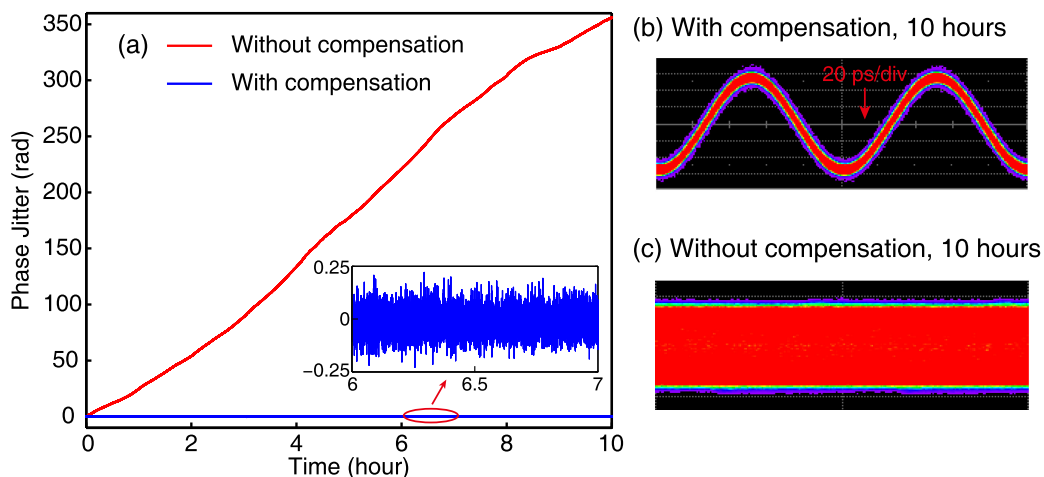 (a)
Without compensation
With compensation
Phase Jitter (rad)
350
300
250
200
150
100
50
0
0.25
0
−0.25
6
6.5
7
0
2
4
6
8
10
Time (hour)
(b) With compensation, 10 hours
20 ps/div
(c) Without compensation, 10 hours